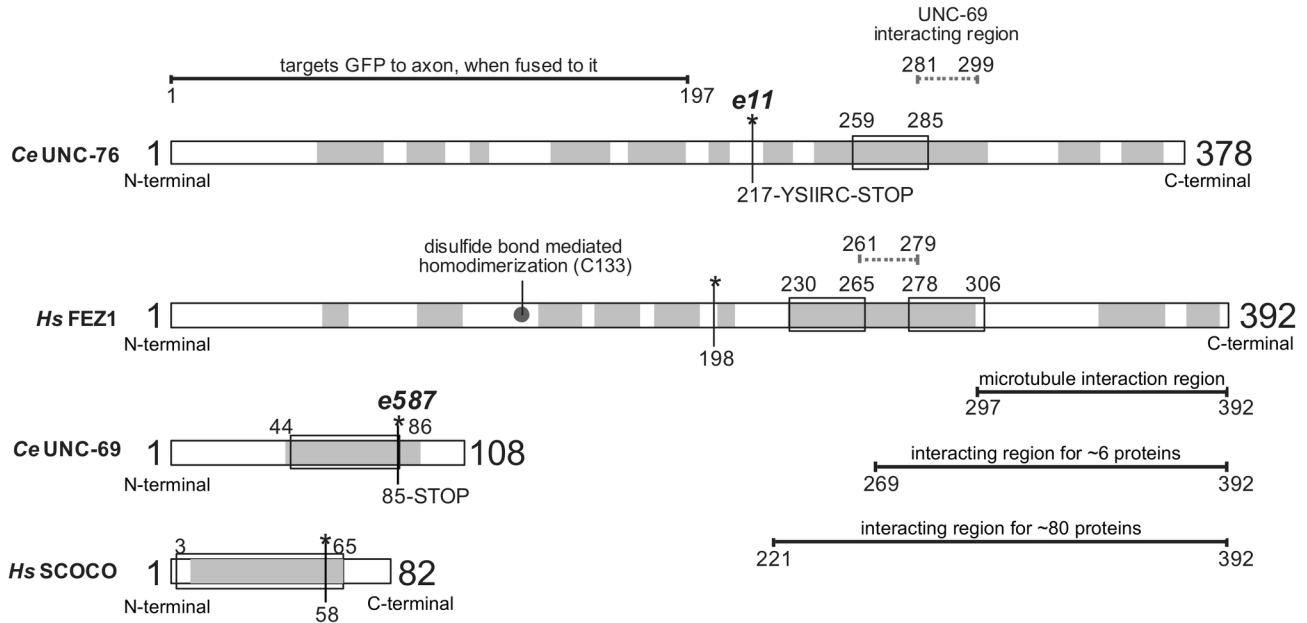 UNC-69
interacting region
281 299
targets GFP to axon, when fused to it
1 197
e11
*
259 285
Ce UNC-76 1 378
N-terminal C-terminal
217-YSIIRC-STOP
disulfide bond mediated
homodimerization (C133)
261 279
* 230 265 278 306
Hs FEZ1 1 392
N-terminal C-terminal
198
microtubule interaction region
297 392
e587
44 * 86
Ce UNC-69 1 108
N-terminal
85-STOP
interacting region for ~6 proteins
269 392
interacting region for ~80 proteins
221 392
3 * 65
Hs SCOCO 1 82
N-terminal C-terminal
58